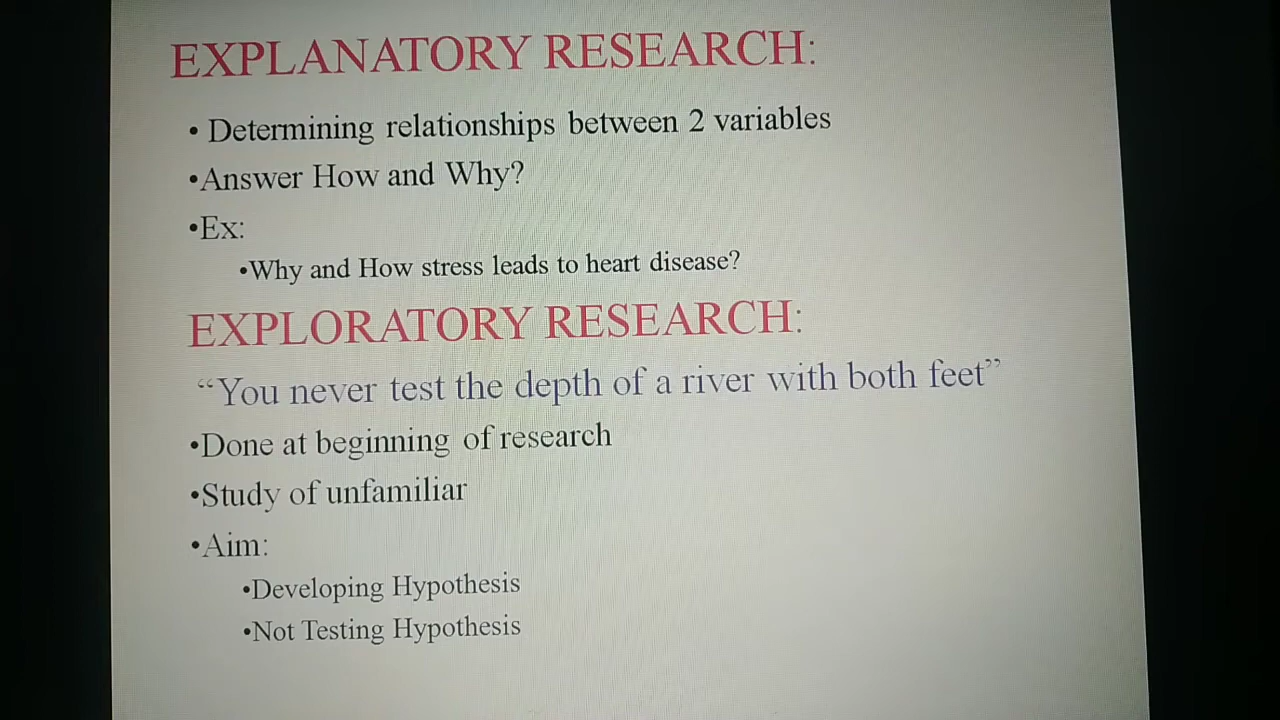 EXPLANATORY RESEARCH:
• Determining relationships between 2 variables
•Answer How and Why?
•Ex:
•Why and How stress leads to heart disease?
EXPLORATORY RESEARCH:
“You never test the depth of a river with both feet”
•Done at beginning of research
•Study of unfamiliar
•Aim:
•Developing Hypothesis
•Not Testing Hypothesis